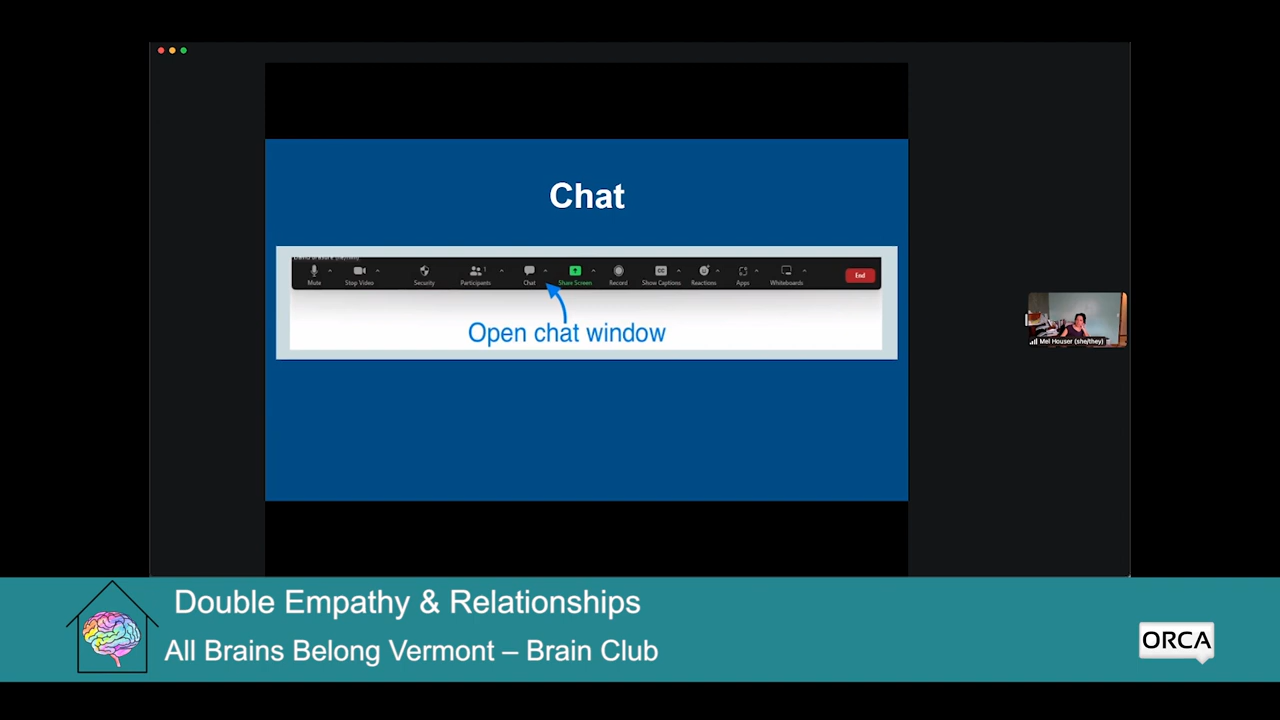 Chat
Mute Stop Video Security Participants 1 Chat Share Screen Record Show Captions Reactions Apps Whiteboards End
Open chat window
Mel Houser (she/they)
Double Empathy & Relationships
All Brains Belong Vermont – Brain Club
ORCA